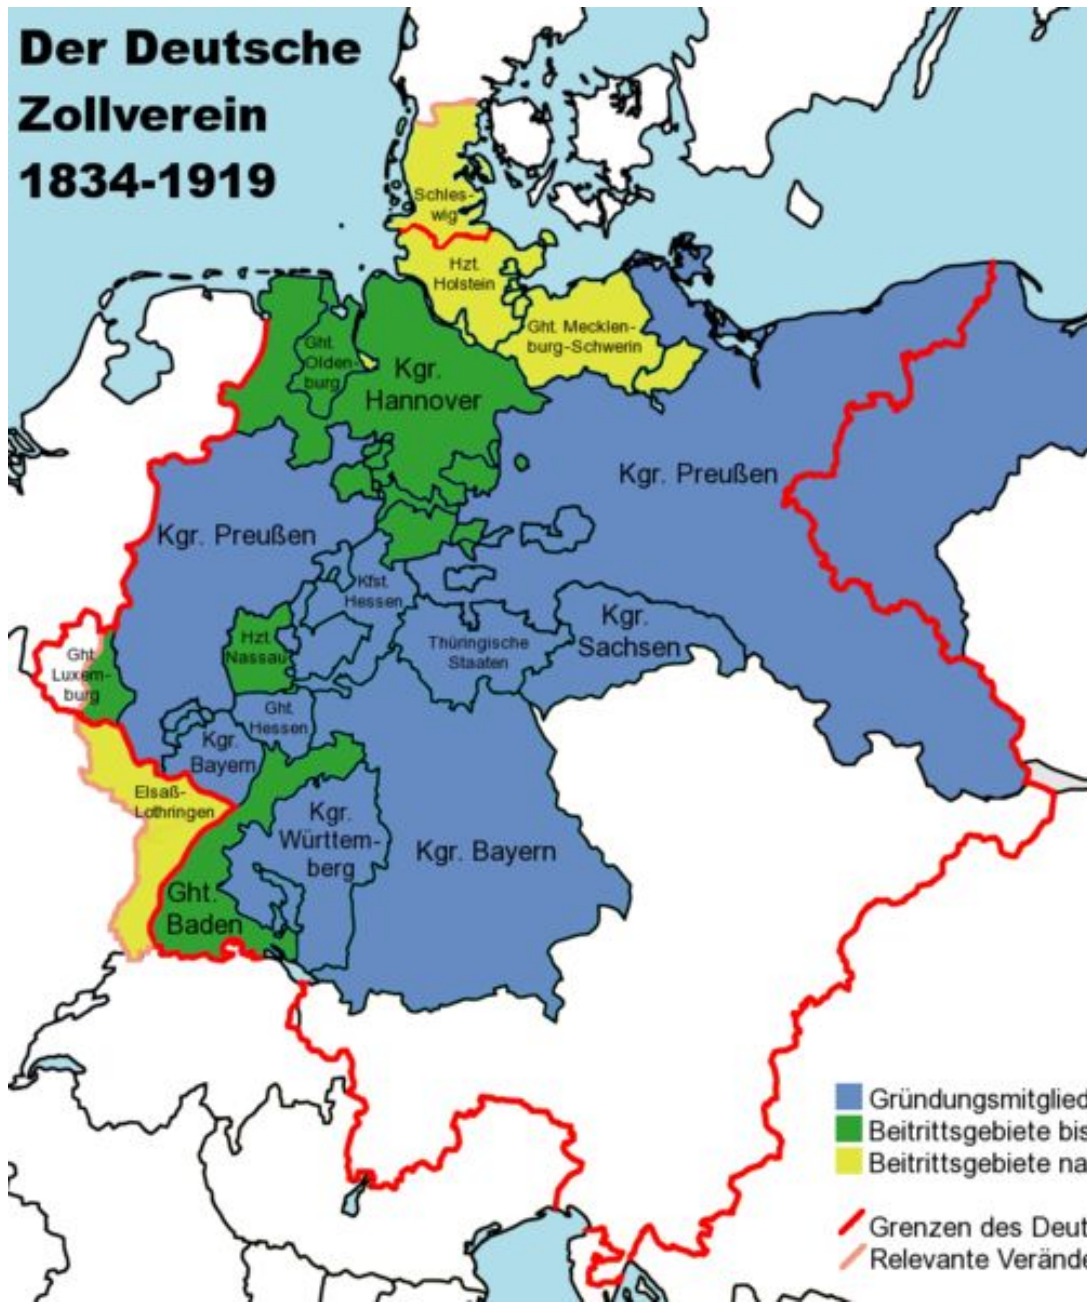 Der Deutsche
Zollverein
1834-1919
Schles-
wig
Hzt.
Holstein
Ght. Mecklen-
burg-Schwerin
Ght.
Olden-
burg
Kgr.
Hannover
Kgr. Preußen
Kgr. Preußen
Kfst.
Hessen
Kgr.
Sachsen
Thüringische
Staaten
Hzt.
Nassau
Ght.
Luxem-
burg
Ght.
Hessen
Kgr.
Bayern
Elsaß-
Lothringen
Kgr.
Württem-
berg
Kgr. Bayern
Ght.
Baden
Gründungsmitglied
Beitrittsgebiete bis
Beitrittsgebiete na
Grenzen des Deut
Relevante Verände